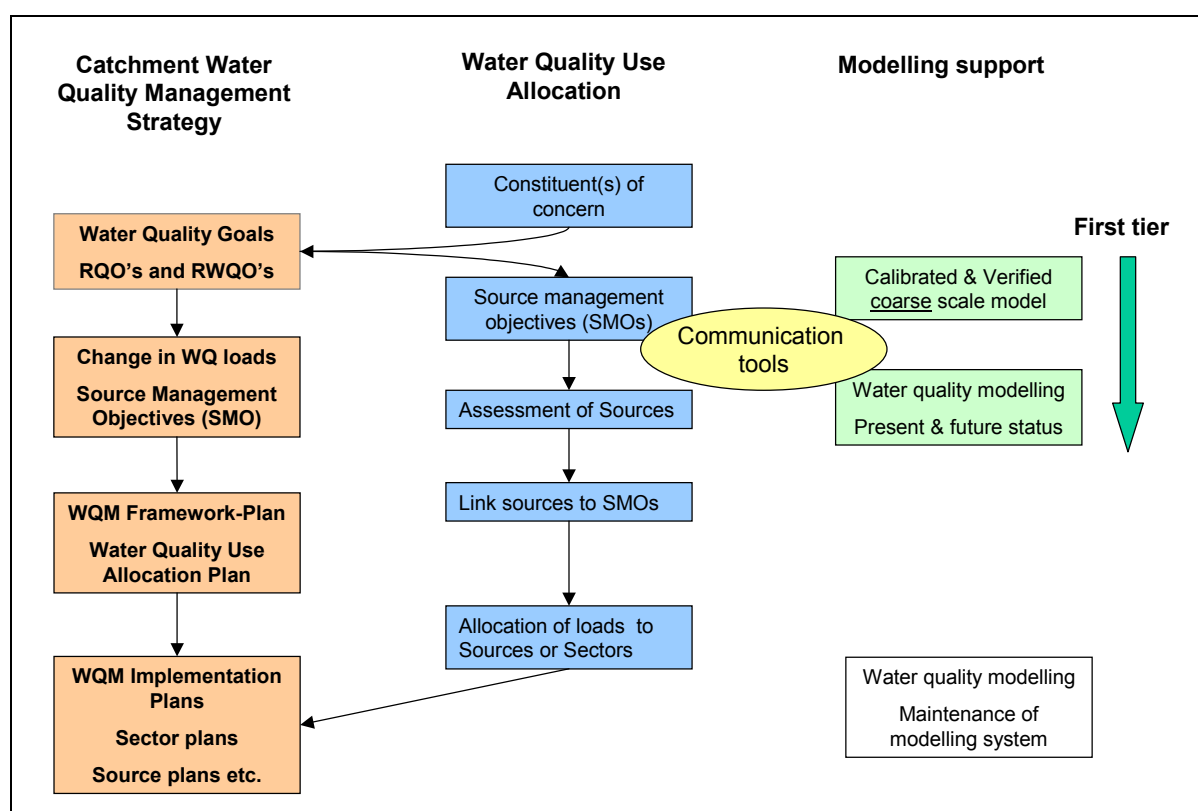 Catchment Water
Quality Management
Strategy
Water Quality Use
Allocation
Modelling support
Constituent(s) of
concern
Water Quality Goals
RQO's and RWQO's
First tier
Source management
objectives (SMOs)
Calibrated & Verified
coarse scale model
Communication
tools
Change in WQ loads
Source Management
Objectives (SMO)
Assessment of Sources
Water quality modelling
Present & future status
WQM Framework-Plan
Water Quality Use
Allocation Plan
Link sources to SMOs
Allocation of loads to
Sources or Sectors
WQM Implementation
Plans
Sector plans
Source plans etc.
Water quality modelling
Maintenance of
modelling system